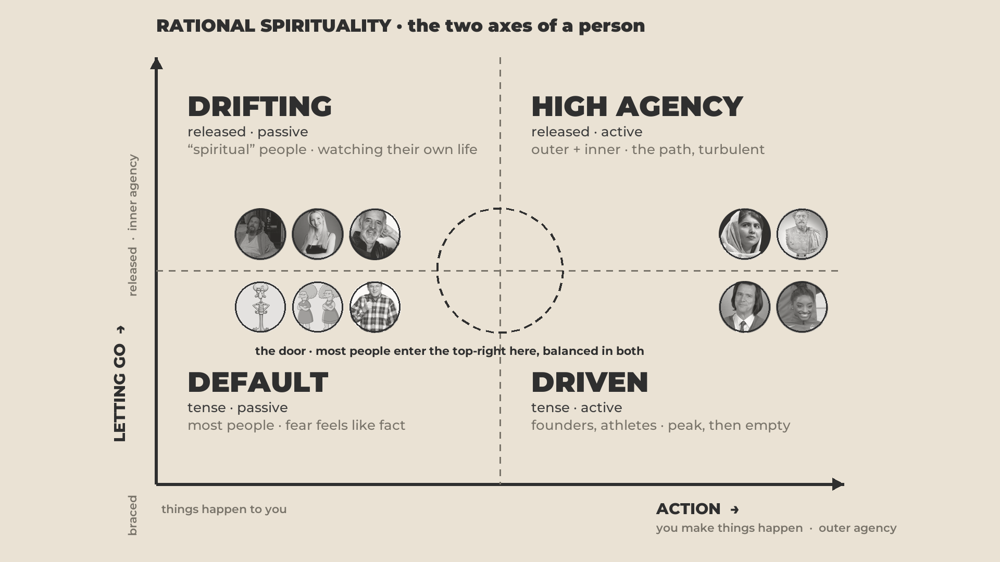 RATIONAL SPIRITUALITY · the two axes of a person
DRIFTING
released · passive
“spiritual” people · watching their own life
HIGH AGENCY
released · active
outer + inner · the path, turbulent
released · inner agency
LETTING GO →
braced
the door · most people enter the top-right here, balanced in both
DEFAULT
tense · passive
most people · fear feels like fact
DRIVEN
tense · active
founders, athletes · peak, then empty
things happen to you
ACTION →
you make things happen · outer agency